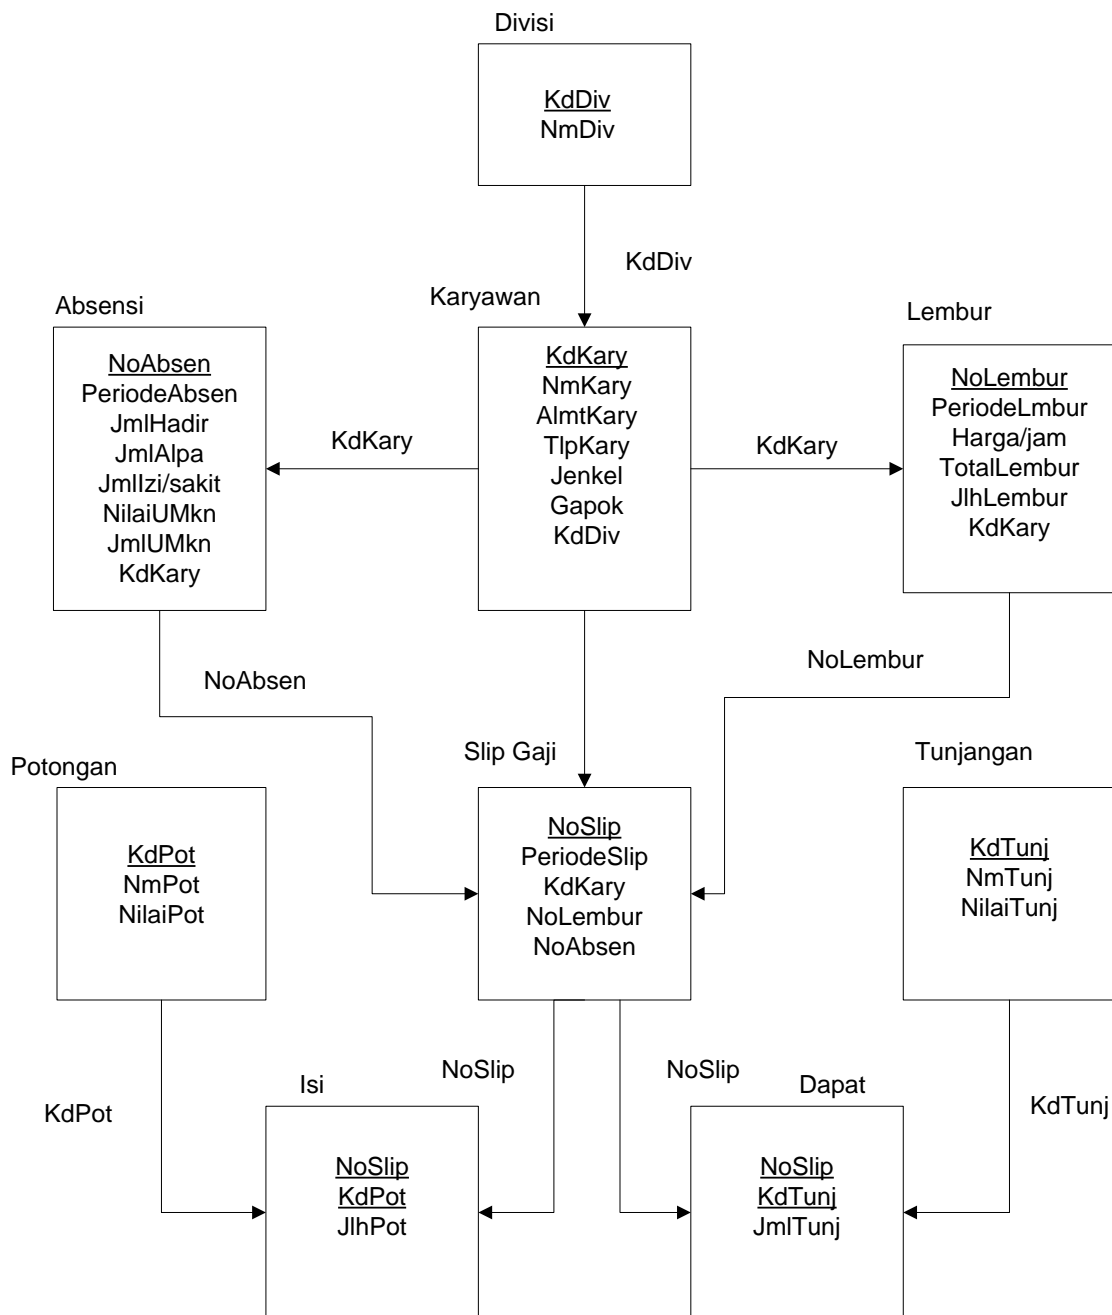 Divisi
KdDiv
NmDiv
KdDiv
Absensi
NoAbsen
PeriodeAbsen
JmlHadir
JmlAlpa
JmlIzi/sakit
NilaiUMkn
JmlUMkn
KdKary
KdKary
Karyawan
KdKary
NmKary
AlmtKary
TlpKary
Jenkel
Gapok
KdDiv
KdKary
Lembur
NoLembur
PeriodeLmbur
Harga/jam
TotalLembur
JlhLembur
KdKary
NoAbsen
NoLembur
Potongan
KdPot
NmPot
NilaiPot
Slip Gaji
NoSlip
PeriodeSlip
KdKary
NoLembur
NoAbsen
Tunjangan
KdTunj
NmTunj
NilaiTunj
KdPot
Isi
NoSlip
NoSlip
KdPot
JlhPot
NoSlip
Dapat
NoSlip
KdTunj
JmlTunj
KdTunj